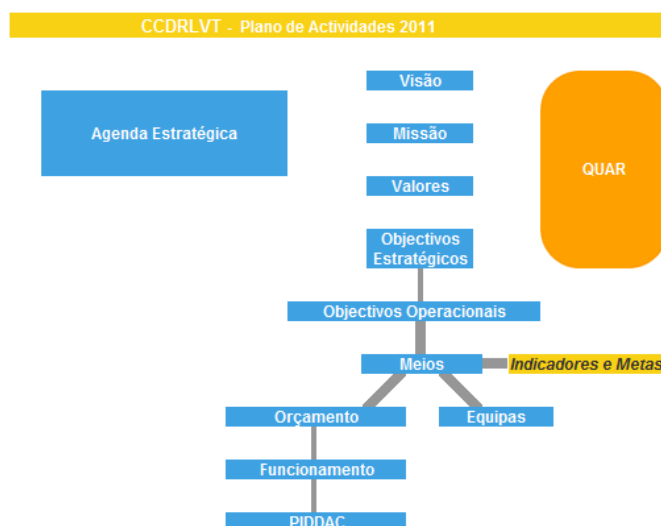 CCDRLVT - Plano de Actividades 2011
Visão
Agenda Estratégica
Missão
QUAR
Valores
Objectivos
Estratégicos
Objectivos Operacionais
Meios
Indicadores e Metas
Orçamento
Equipas
Funcionamento
PIDDAC